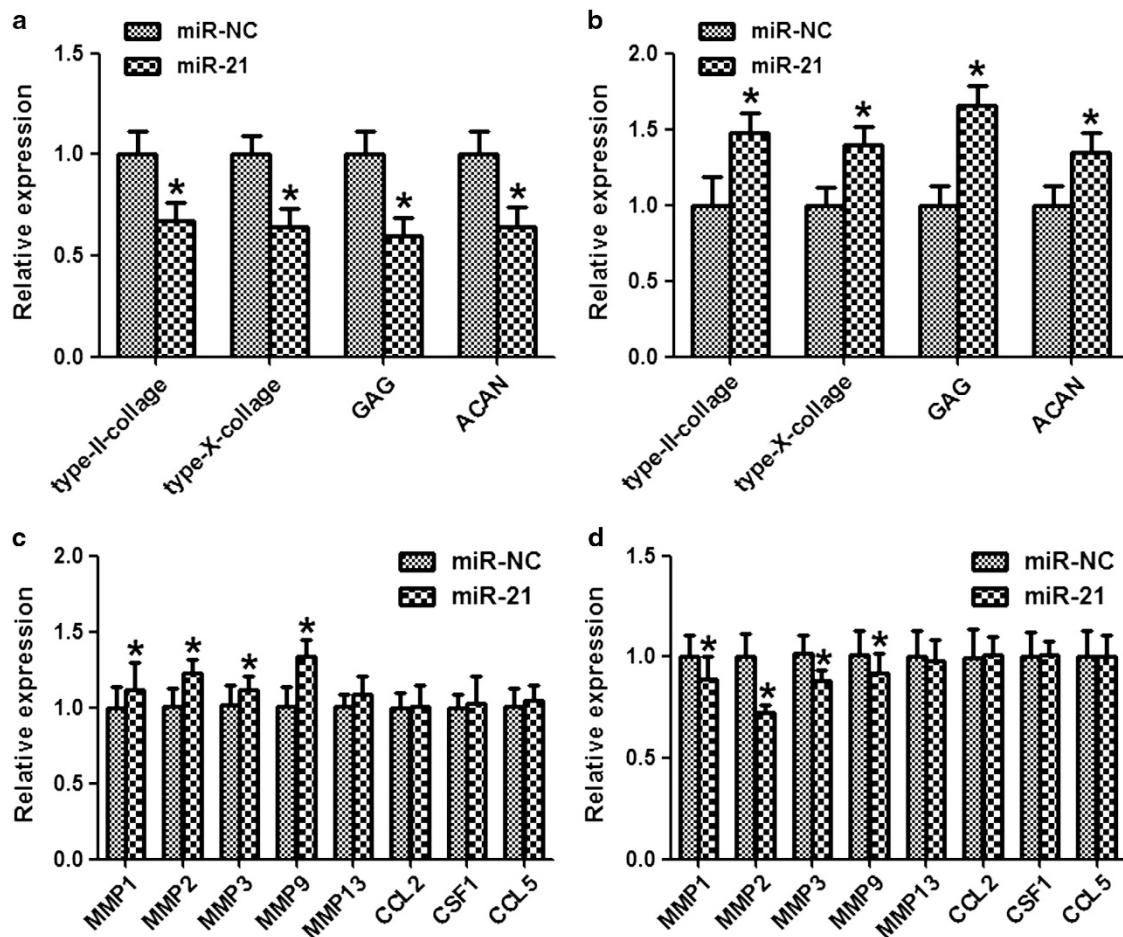 a
miR-NC
miR-21
Relative expression
1.5
1.0
0.5
0.0
*
*
*
*
type-II-collage
type-X-collage
GAG
ACAN
b
miR-NC
miR-21
Relative expression
2.0
1.5
1.0
0.5
0.0
*
*
*
*
type-II-collage
type-X-collage
GAG
ACAN
c
miR-NC
miR-21
Relative expression
2.0
1.5
1.0
0.5
0.0
*
*
*
*
MMP1
MMP2
MMP3
MMP9
MMP13
CCL2
CSF1
CCL5
d
miR-NC
miR-21
Relative expression
1.5
1.0
0.5
0.0
*
*
*
*
MMP1
MMP2
MMP3
MMP9
MMP13
CCL2
CSF1
CCL5